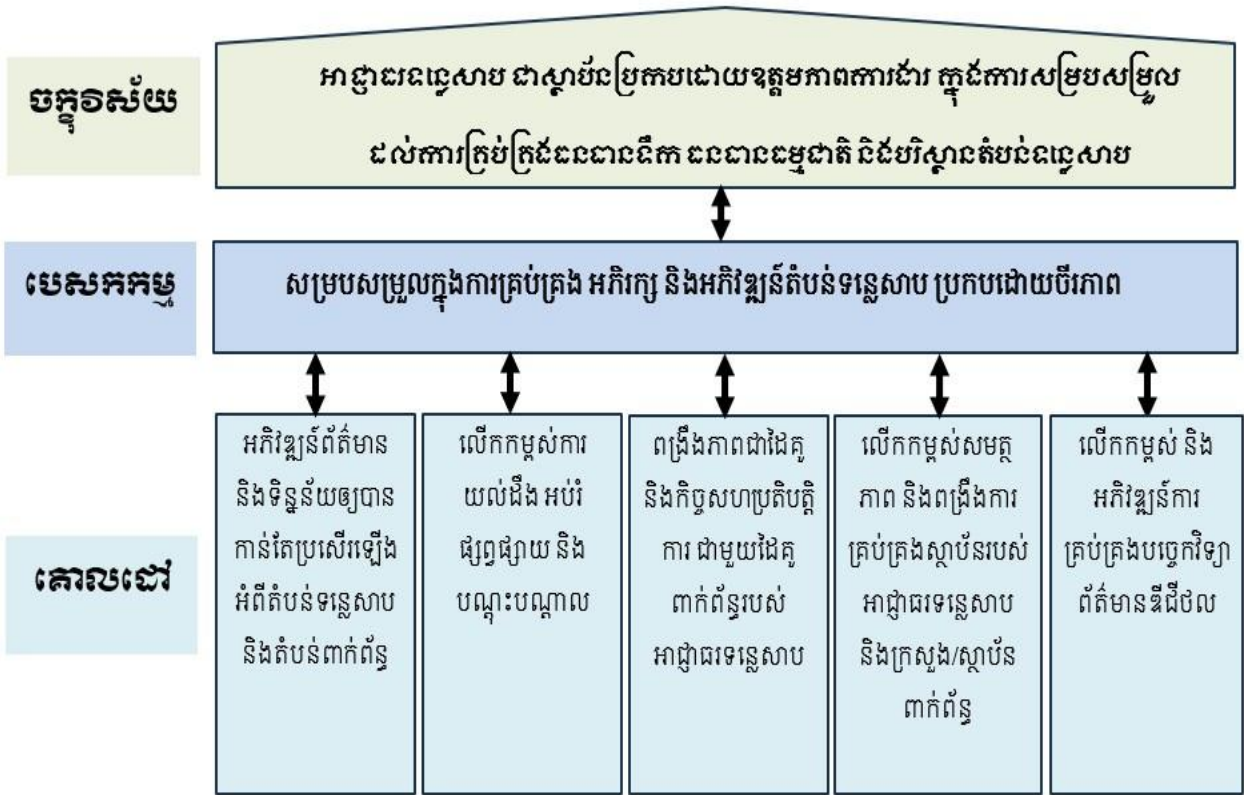 ចក្ខុវិស័យ
អាជ្ញាធរទន្លេសាប ជាស្ថាប័នប្រកបដោយឧត្តមភាពការងារ ក្នុងការសម្របសម្រួល
ដល់ការគ្រប់គ្រងធនធានទឹក ធនធានធម្មជាតិ និងបរិស្ថានតំបន់ទន្លេសាប
បេសកកម្ម
សម្របសម្រួលក្នុងការគ្រប់គ្រង អភិរក្ស និងអភិវឌ្ឍន៍តំបន់ទន្លេសាប ប្រកបដោយចីរភាព
គោលដៅ
អភិវឌ្ឍន៍ព័ត៌មាន
និងទិន្នន័យឲ្យបាន
កាន់តែប្រសើរឡើង
អំពីតំបន់ទន្លេសាប
និងតំបន់ពាក់ព័ន្ធ
លើកកម្ពស់ការ
យល់ដឹង អប់រំ
ផ្សព្វផ្សាយ និង
បណ្តុះបណ្តាល
ពង្រឹងភាពជាដៃគូ
និងកិច្ចសហប្រតិបត្តិ
ការ ជាមួយដៃគូ
ពាក់ព័ន្ធរបស់
អាជ្ញាធរទន្លេសាប
លើកកម្ពស់សមត្ថ
ភាព និងពង្រឹងការ
គ្រប់គ្រងស្ថាប័នរបស់
អាជ្ញាធរទន្លេសាប
និងក្រសួង/ស្ថាប័ន
ពាក់ព័ន្ធ
លើកកម្ពស់ និង
អភិវឌ្ឍន៍ការ
គ្រប់គ្រងបច្ចេកវិទ្យា
ព័ត៌មានឌីជីថល